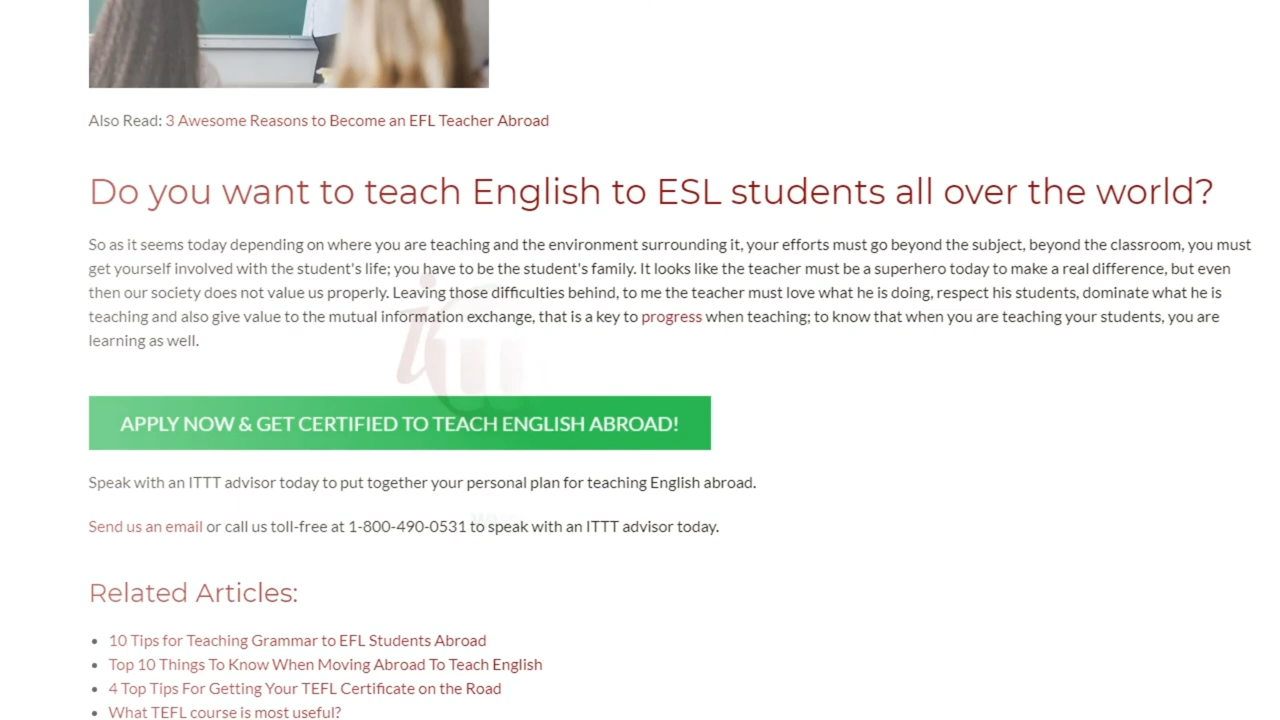 Also Read: 3 Awesome Reasons to Become an EFL Teacher Abroad
Do you want to teach English to ESL students all over the world?
So as it seems today depending on where you are teaching and the environment surrounding it, your efforts must go beyond the subject, beyond the classroom, you must
get yourself involved with the student's life; you have to be the student's family. It looks like the teacher must be a superhero today to make a real difference, but even
then our society does not value us properly. Leaving those difficulties behind, to me the teacher must love what he is doing, respect his students, dominate what he is
teaching and also give value to the mutual information exchange, that is a key to progress when teaching; to know that when you are teaching your students, you are
learning as well.
APPLY NOW & GET CERTIFIED TO TEACH ENGLISH ABROAD!
Speak with an ITTT advisor today to put together your personal plan for teaching English abroad.
Send us an email or call us toll-free at 1-800-490-0531 to speak with an ITTT advisor today.
Related Articles:
• 10 Tips for Teaching Grammar to EFL Students Abroad
• Top 10 Things To Know When Moving Abroad To Teach English
• 4 Top Tips For Getting Your TEFL Certificate on the Road
• What TEFL course is most useful?